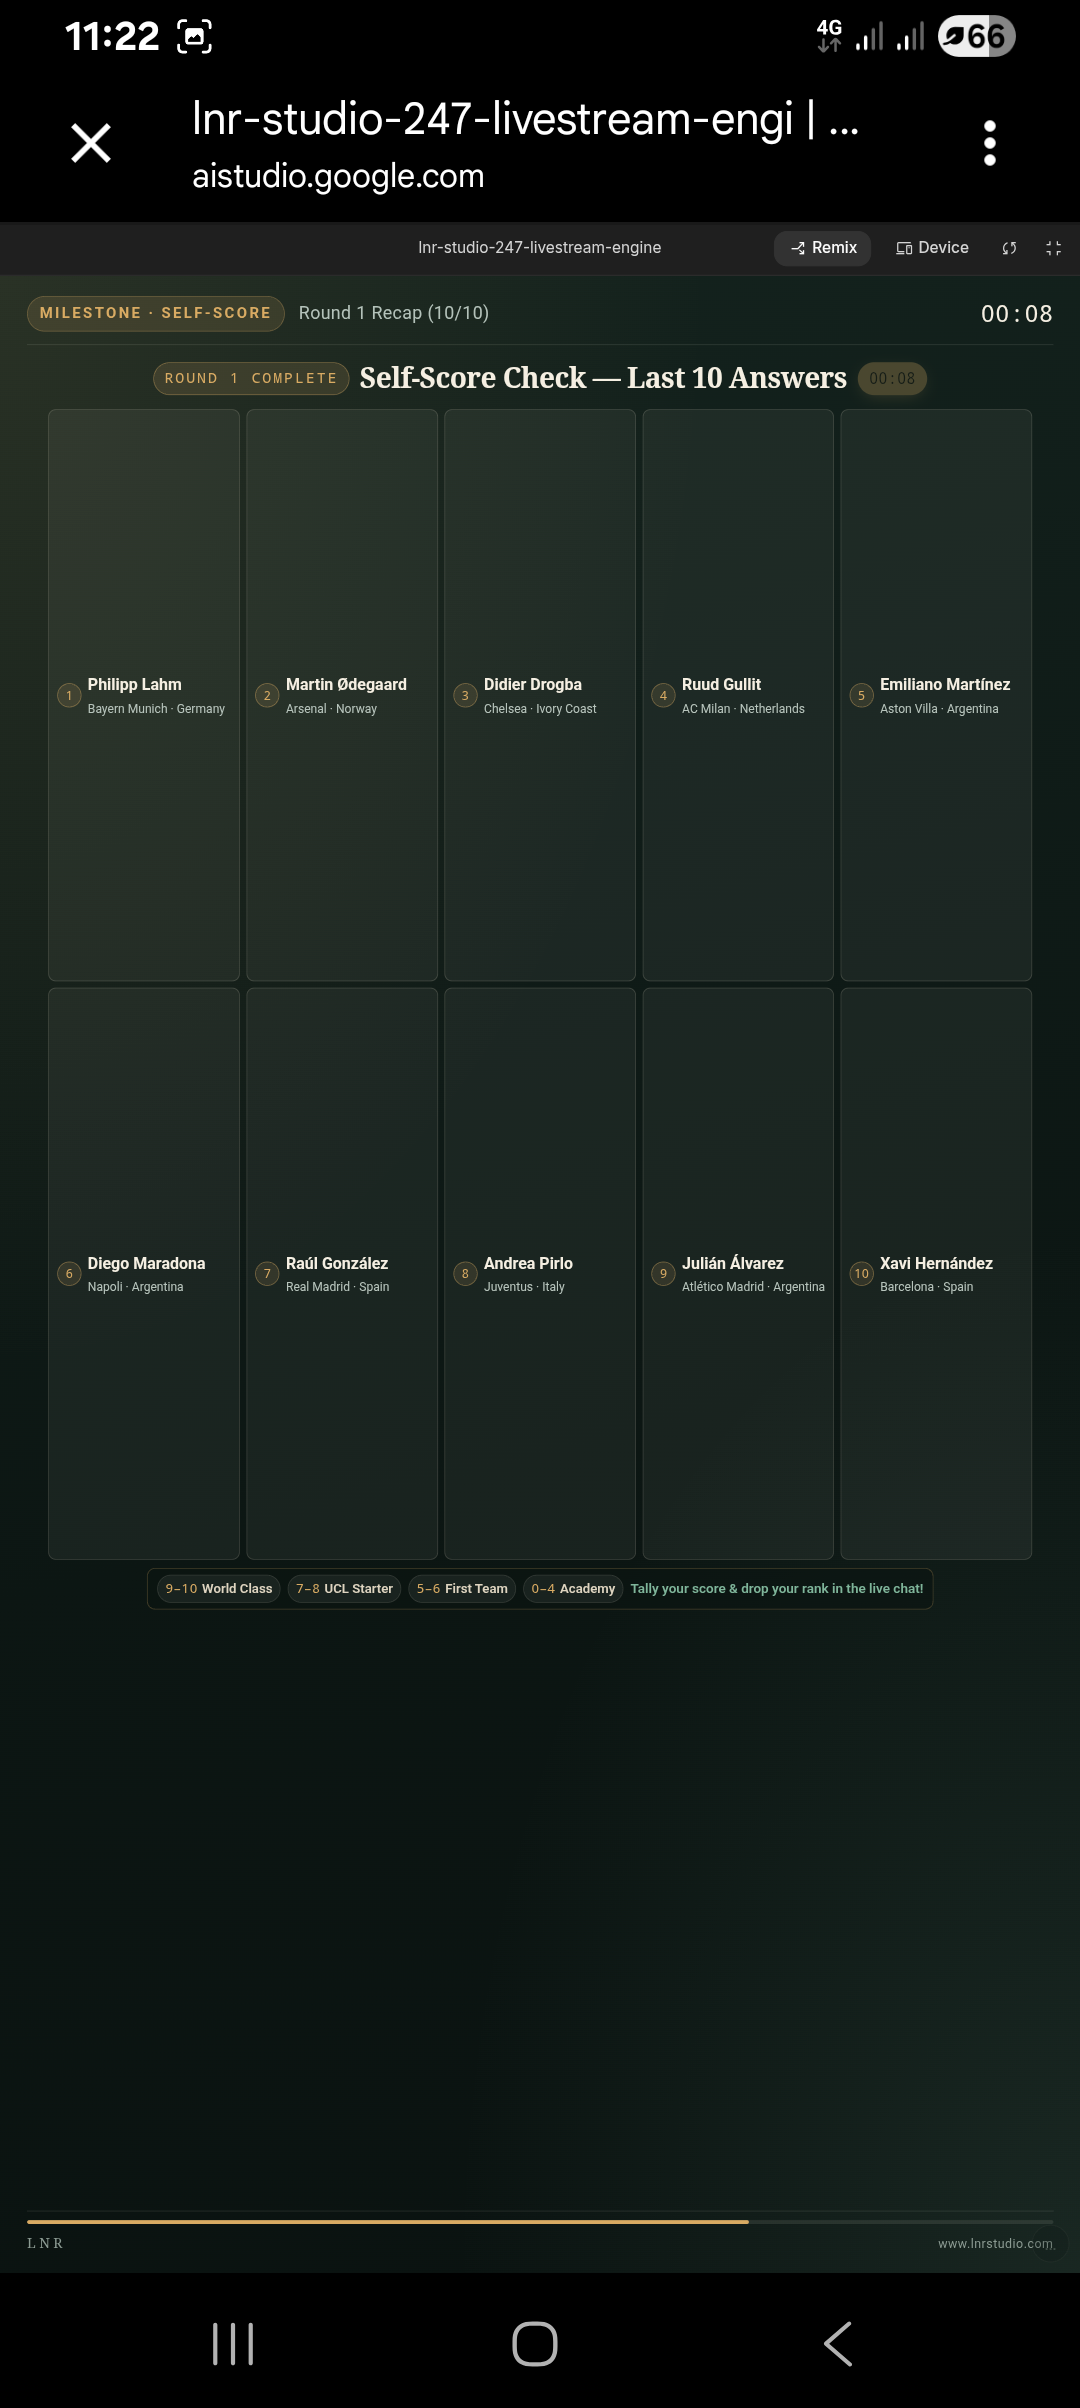 11:22
4G
66
lnr-studio-247-livestream-engi | ...
aistudio.google.com
lnr-studio-247-livestream-engine
Remix
Device
MILESTONE · SELF-SCORE
Round 1 Recap (10/10)
00:08
ROUND 1 COMPLETE
Self-Score Check — Last 10 Answers
00:08
1
Philipp Lahm
Bayern Munich · Germany
2
Martin Ødegaard
Arsenal · Norway
3
Didier Drogba
Chelsea · Ivory Coast
4
Ruud Gullit
AC Milan · Netherlands
5
Emiliano Martínez
Aston Villa · Argentina
6
Diego Maradona
Napoli · Argentina
7
Raúl González
Real Madrid · Spain
8
Andrea Pirlo
Juventus · Italy
9
Julián Álvarez
Atlético Madrid · Argentina
10
Xavi Hernández
Barcelona · Spain
9–10 World Class
7–8 UCL Starter
5–6 First Team
0–4 Academy
Tally your score & drop your rank in the live chat!
LNR
www.lnrstudio.com